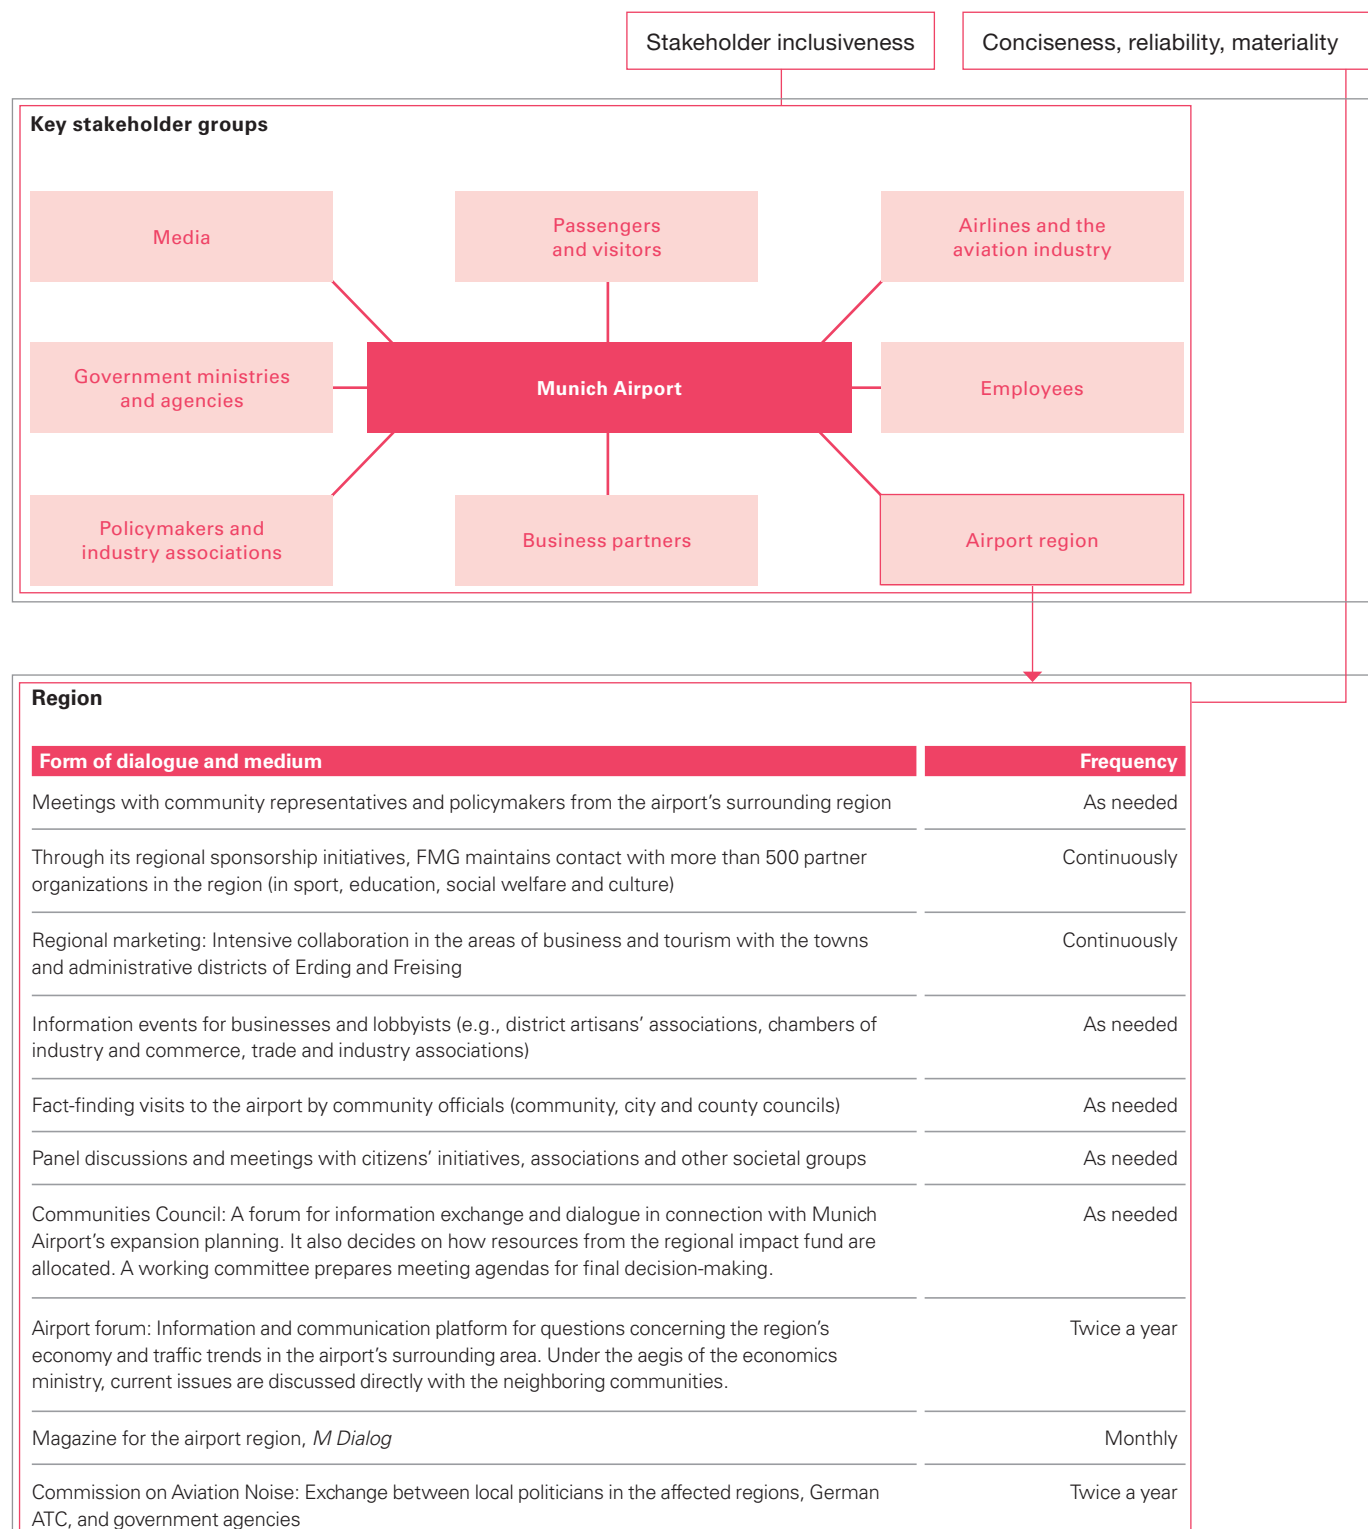 Stakeholder inclusiveness
Conciseness, reliability, materiality
Key stakeholder groups
Media
Passengers
and visitors
Airlines and the
aviation industry
Government ministries
and agencies
Munich Airport
Employees
Policymakers and
industry associations
Business partners
Airport region
Region
Form of dialogue and medium
Frequency
Meetings with community representatives and policymakers from the airport’s surrounding region
As needed
Through its regional sponsorship initiatives, FMG maintains contact with more than 500 partner
organizations in the region (in sport, education, social welfare and culture)
Continuously
Regional marketing: Intensive collaboration in the areas of business and tourism with the towns
and administrative districts of Erding and Freising
Continuously
Information events for businesses and lobbyists (e.g., district artisans’ associations, chambers of
industry and commerce, trade and industry associations)
As needed
Fact-finding visits to the airport by community officials (community, city and county councils)
As needed
Panel discussions and meetings with citizens’ initiatives, associations and other societal groups
As needed
Communities Council: A forum for information exchange and dialogue in connection with Munich
Airport’s expansion planning. It also decides on how resources from the regional impact fund are
allocated. A working committee prepares meeting agendas for final decision-making.
As needed
Airport forum: Information and communication platform for questions concerning the region’s
economy and traffic trends in the airport’s surrounding area. Under the aegis of the economics
ministry, current issues are discussed directly with the neighboring communities.
Twice a year
Magazine for the airport region, M Dialog
Monthly
Commission on Aviation Noise: Exchange between local politicians in the affected regions, German
ATC, and government agencies
Twice a year